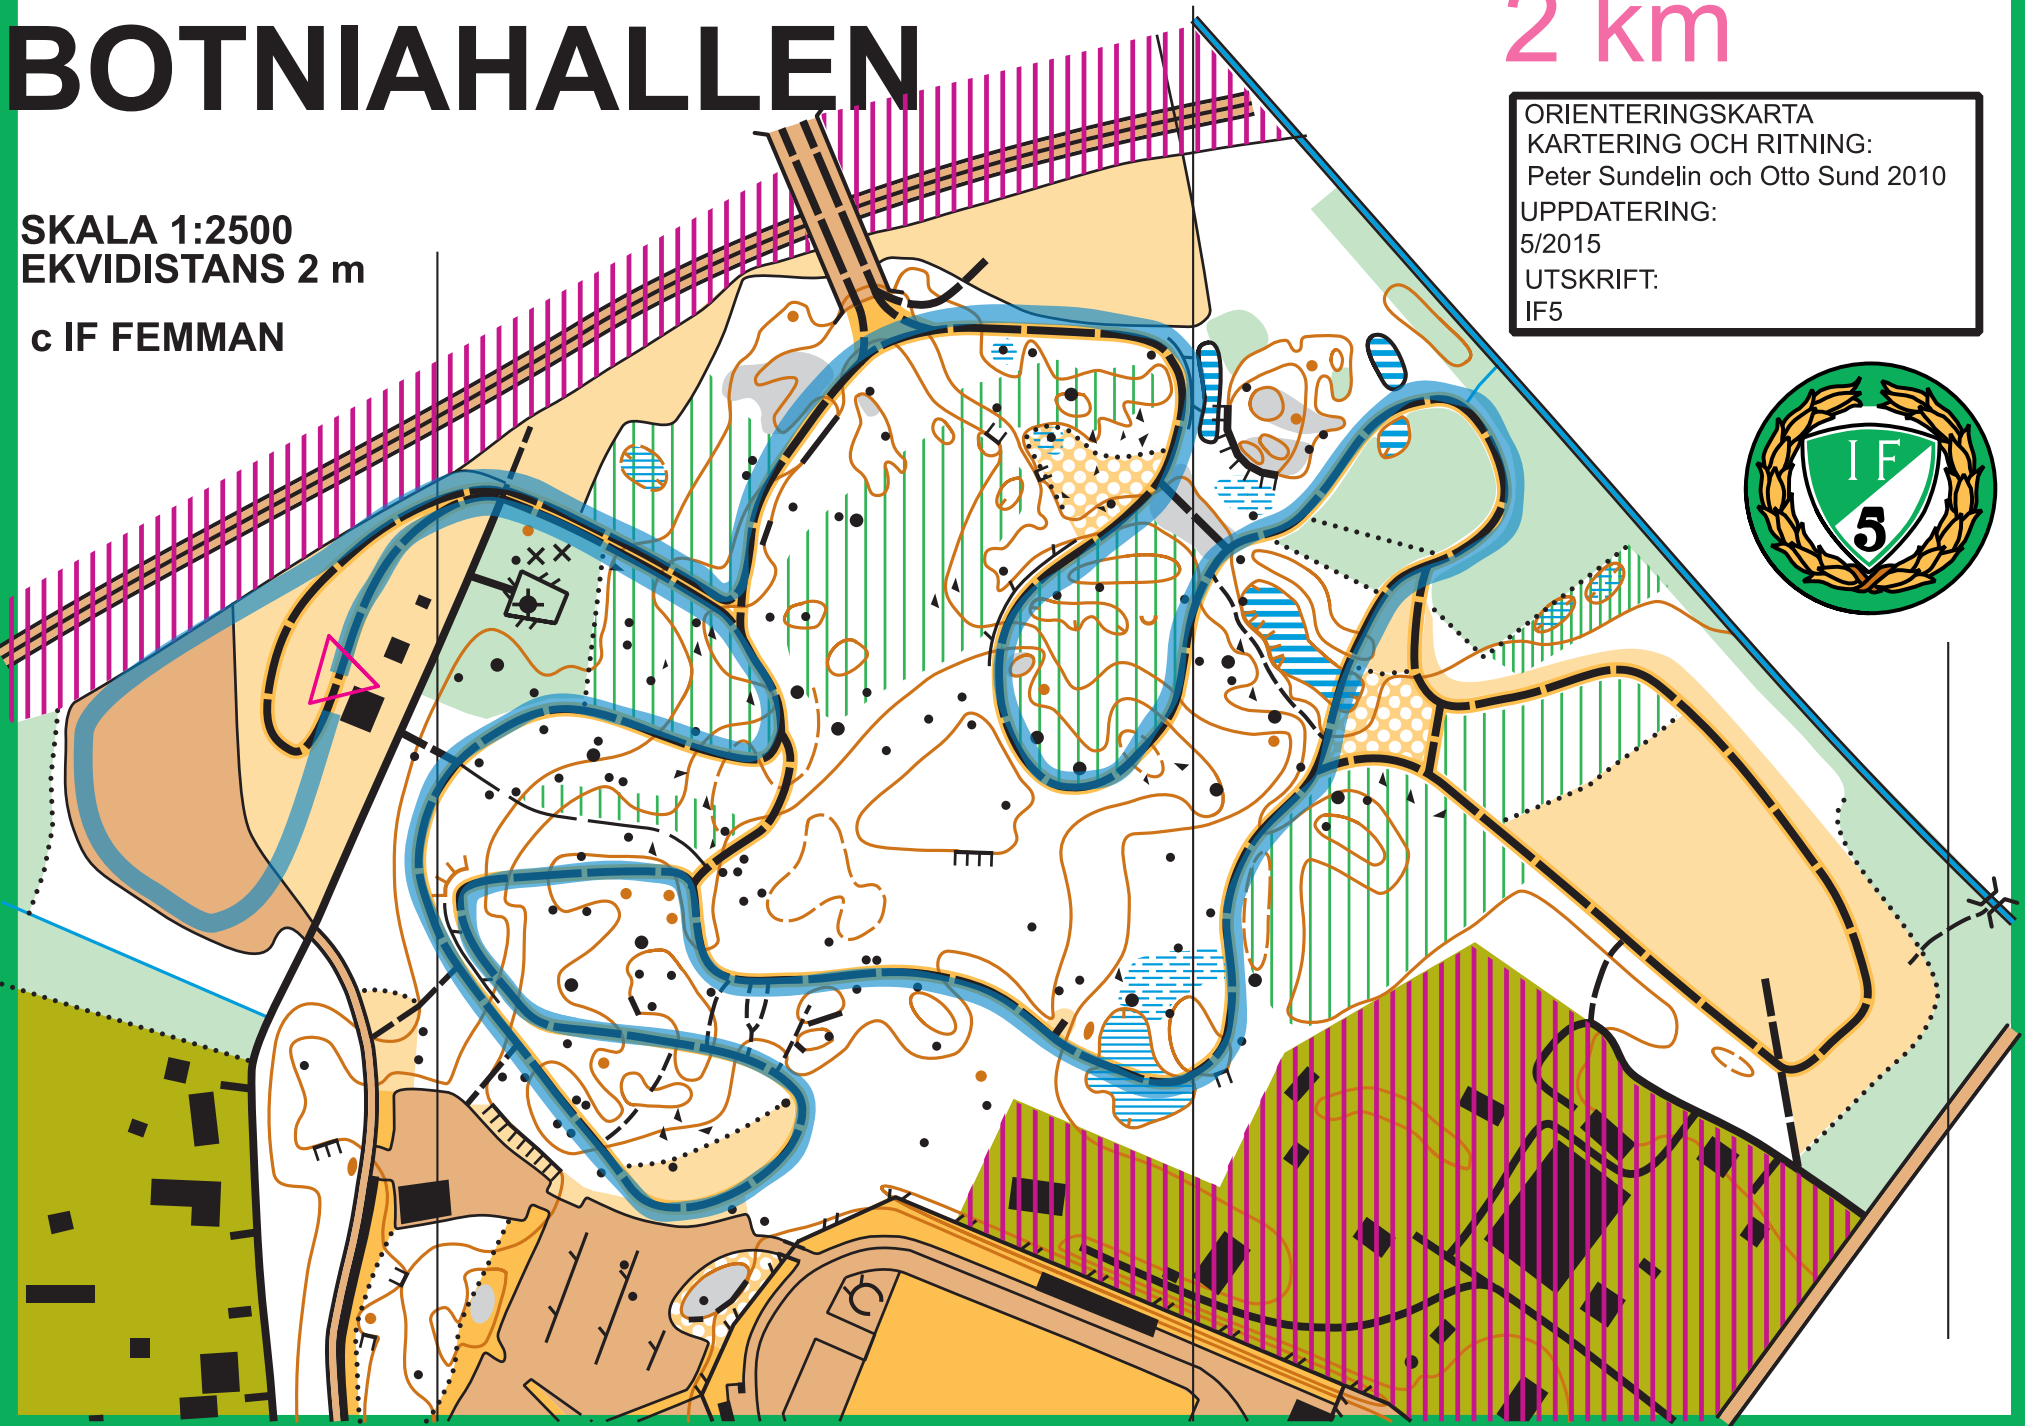 BOTNIAHALLEN
2 km
SKALA 1:2500
EKVIDISTANS 2 m
c IF FEMMAN
ORIENTERINGSKARTA
KARTERING OCH RITNING:
Peter Sundelin och Otto Sund 2010
UPPDATERING:
5/2015
UTSKRIFT:
IF5
I F
5